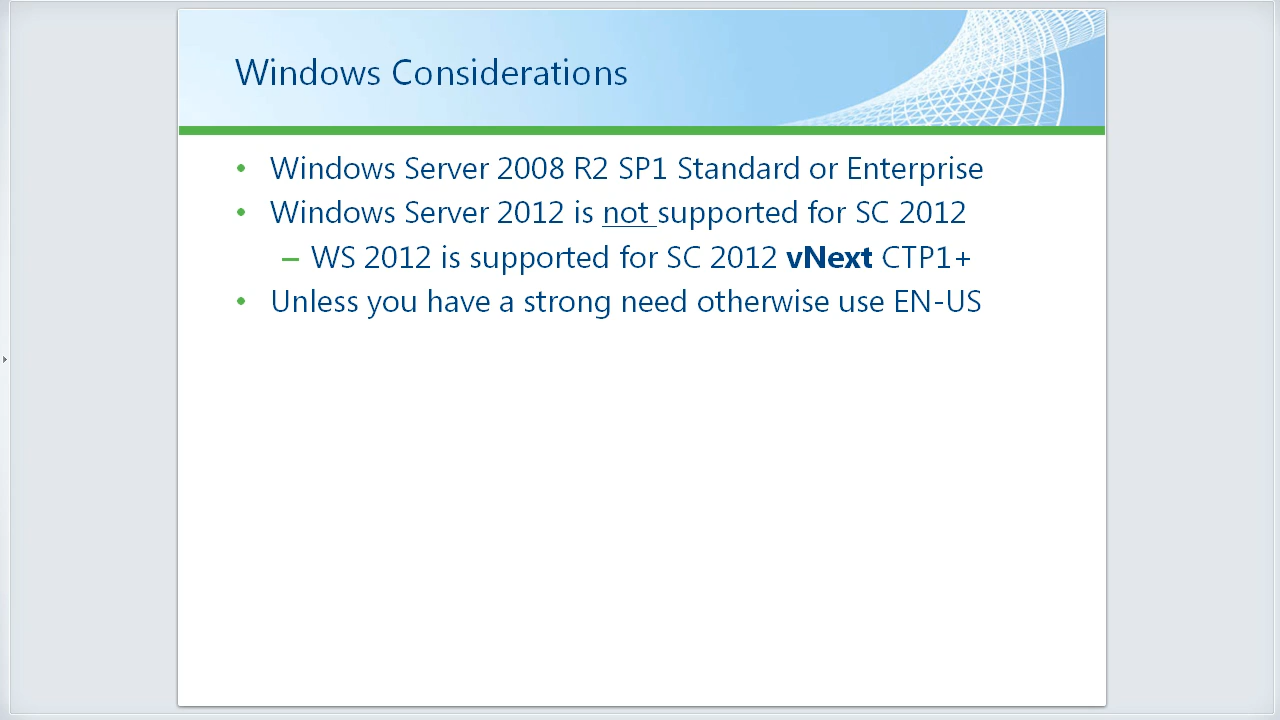 Windows Considerations
• Windows Server 2008 R2 SP1 Standard or Enterprise
• Windows Server 2012 is not supported for SC 2012
– WS 2012 is supported for SC 2012 vNext CTP1+
• Unless you have a strong need otherwise use EN-US